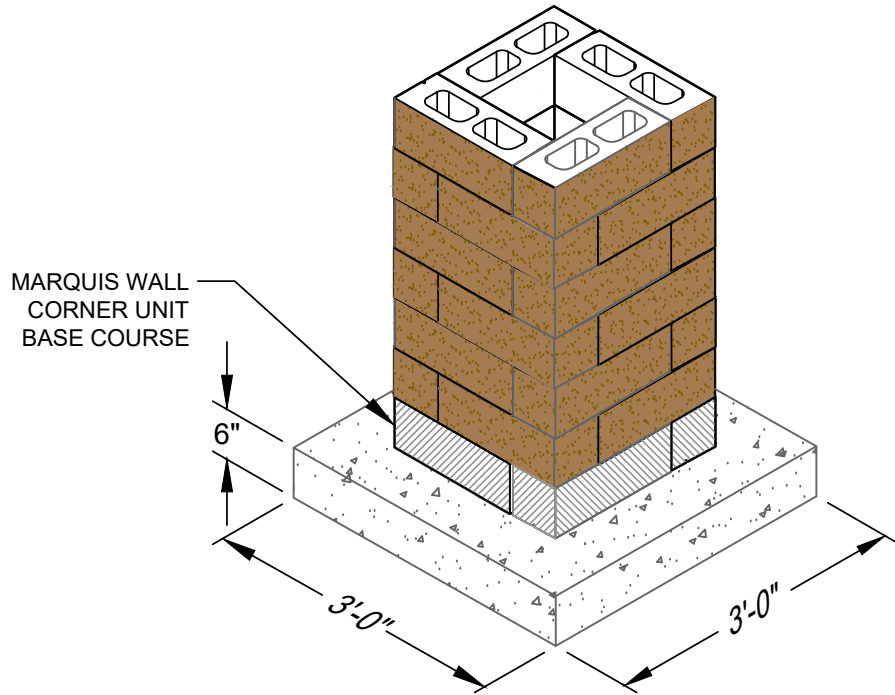 MARQUIS WALL
CORNER UNIT
BASE COURSE
6"
3'-0"
3'-0"